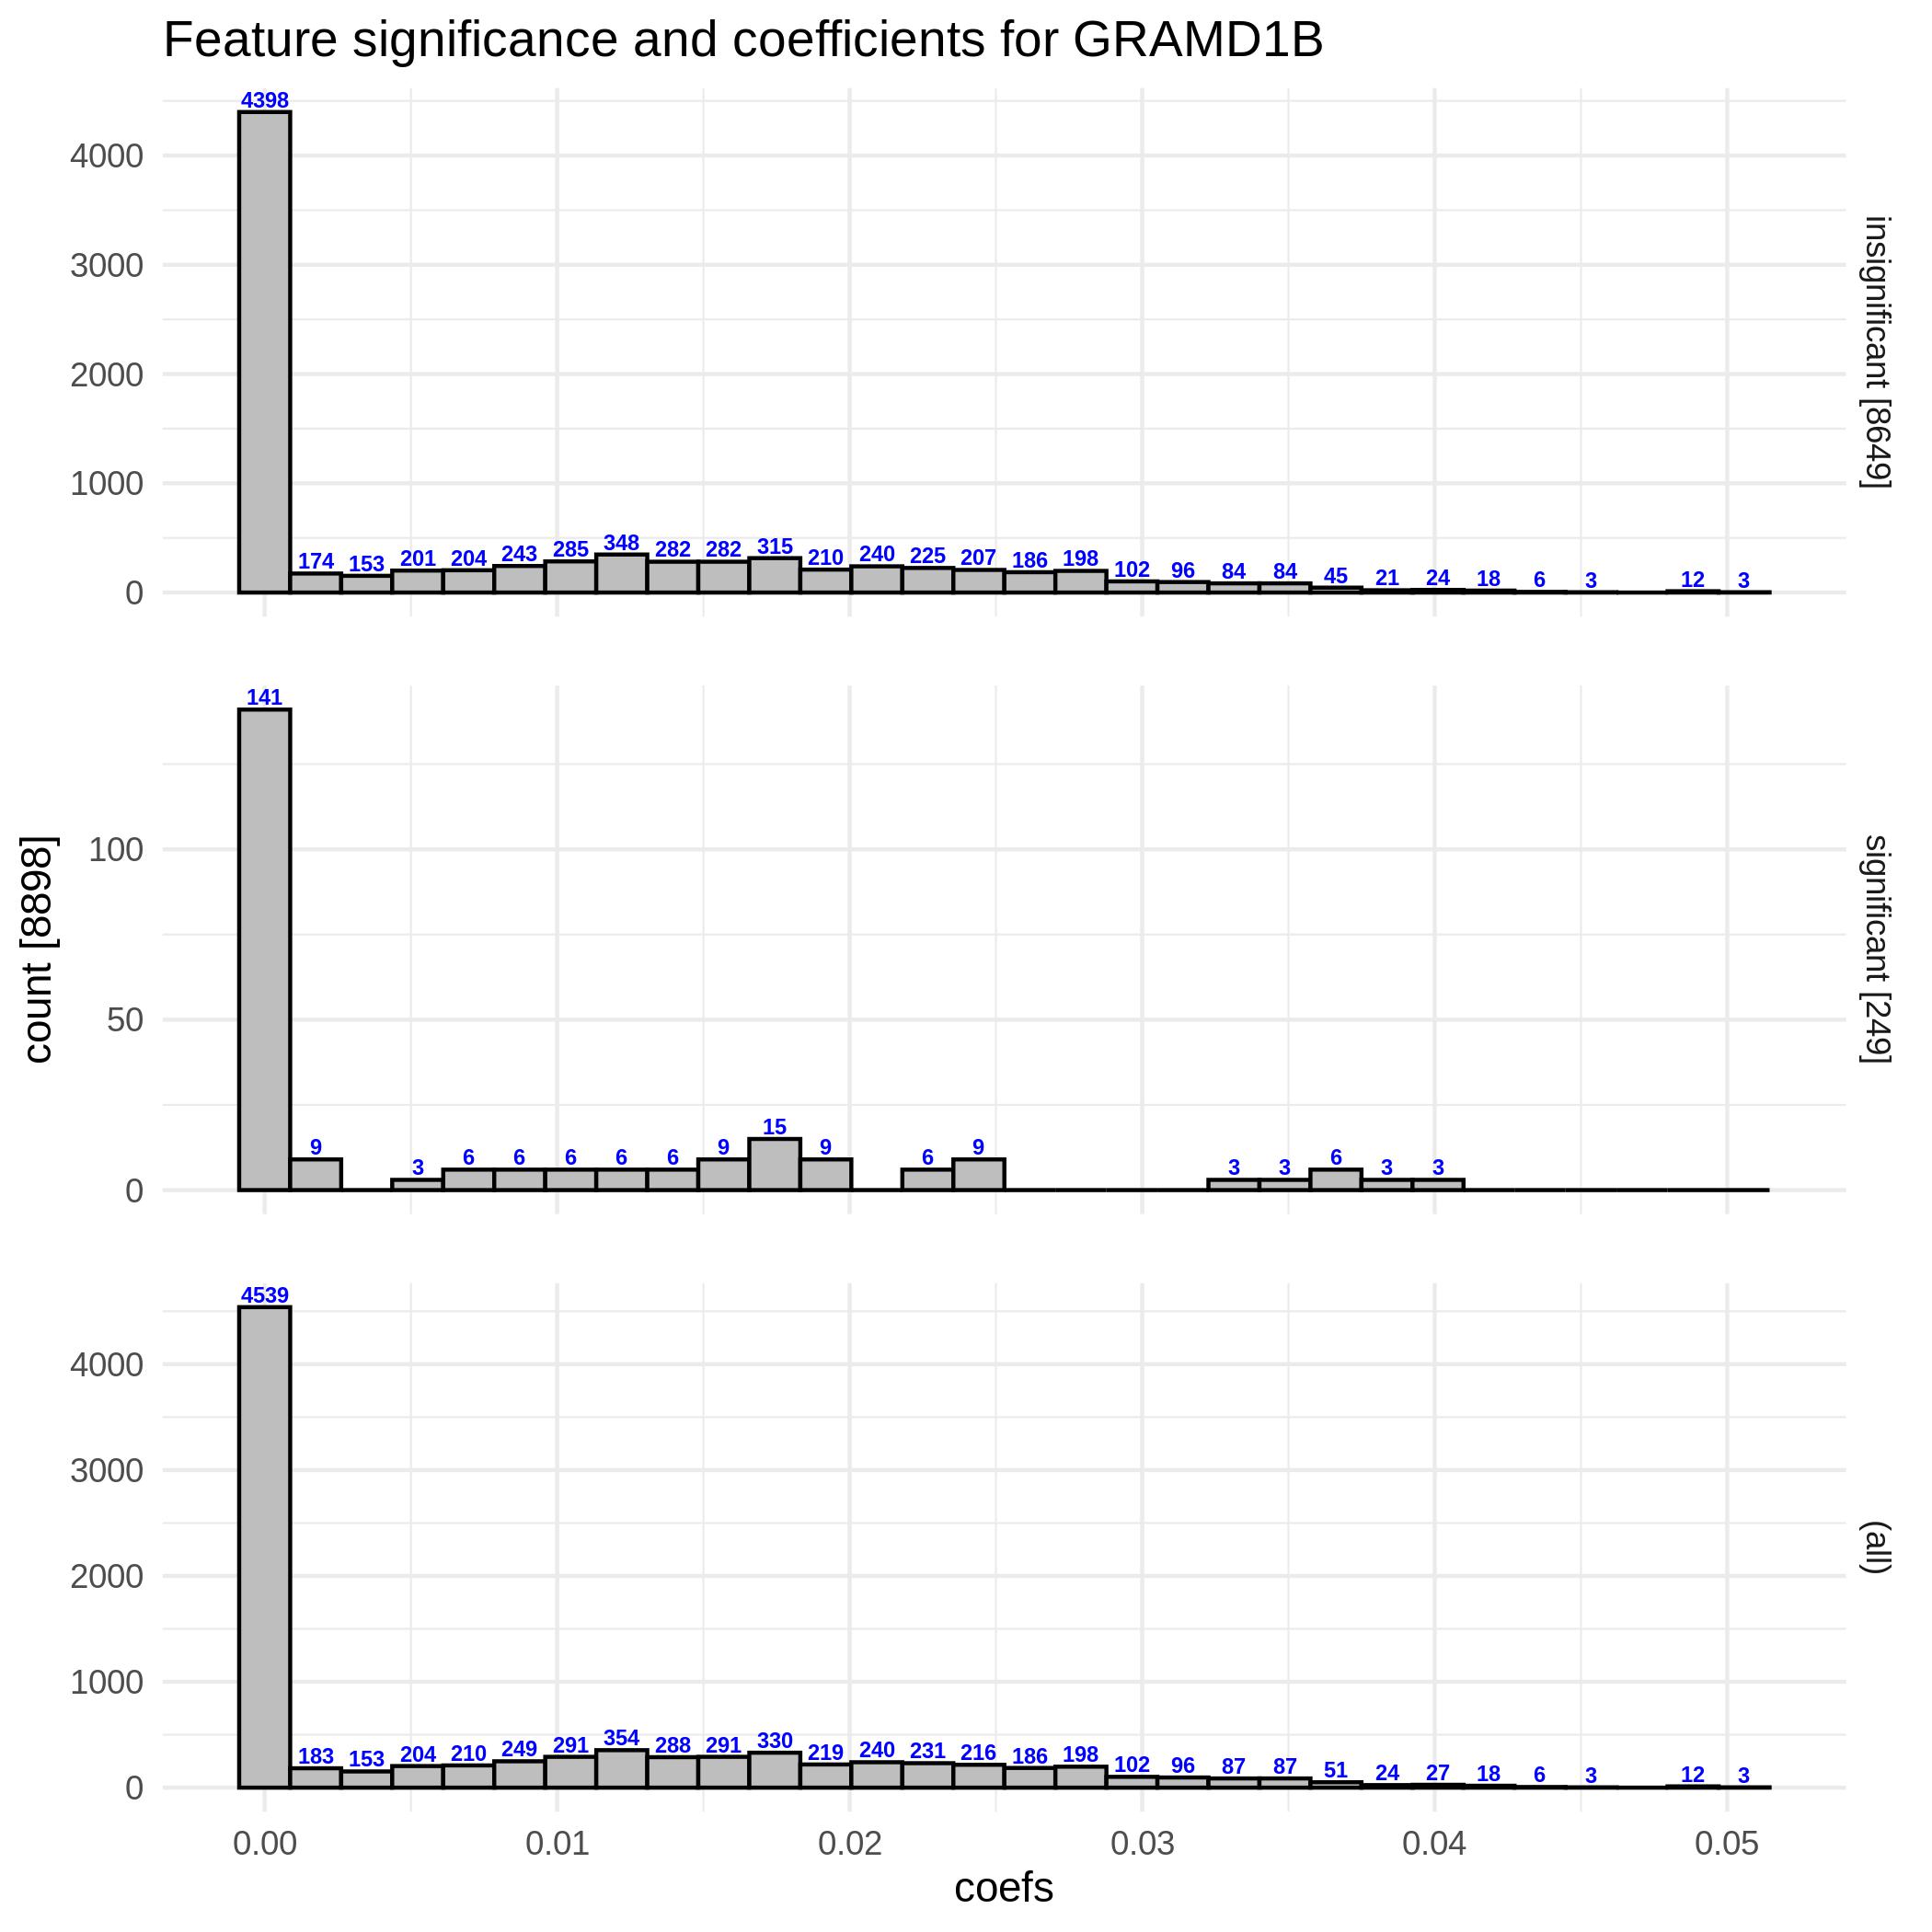 Feature significance and coefficients for GRAMD1B
count [8898]
insignificant [8649]
4000
3000
2000
1000
0
4398 174 153 201 204 243 285 348 282 282 315 210 240 225 207 186 198 102 96 84 84 45 21 24 18 6 3 12 3
significant [249]
100
50
0
141 9 3 6 6 6 6 6 9 15 9 6 9 3 3 6 3 3
(all)
4000
3000
2000
1000
0
4539 183 153 204 210 249 291 354 288 291 330 219 240 231 216 186 198 102 96 87 87 51 24 27 18 6 3 12 3
0.00 0.01 0.02 0.03 0.04 0.05
coefs